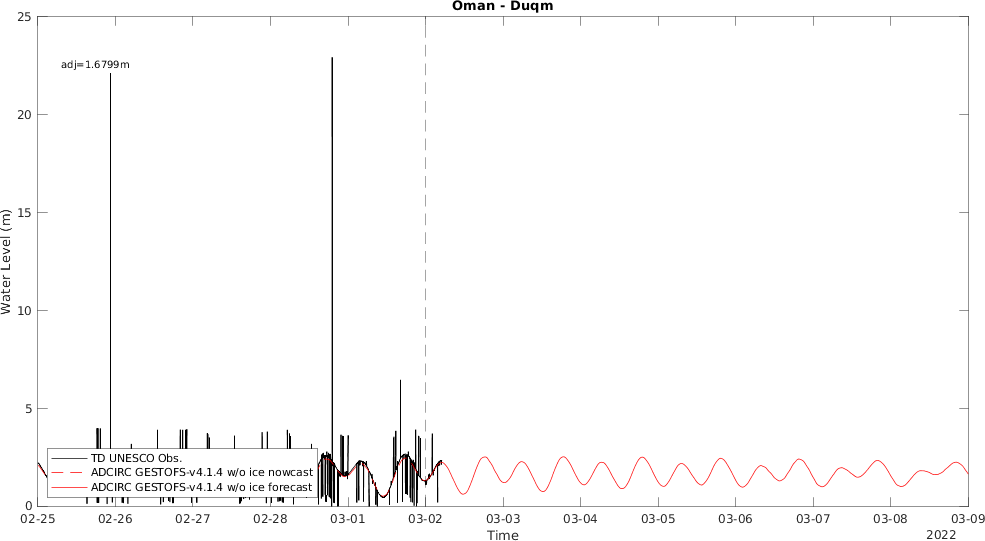 Oman - Duqm
25
20
15
10
5
0
Water Level (m)
adj=1.6799m
TD UNESCO Obs.
ADCIRC GESTOFS-v4.1.4 w/o ice nowcast
ADCIRC GESTOFS-v4.1.4 w/o ice forecast
02-25 02-26 02-27 02-28 03-01 03-02 03-03 03-04 03-05 03-06 03-07 03-08 03-09
Time
2022